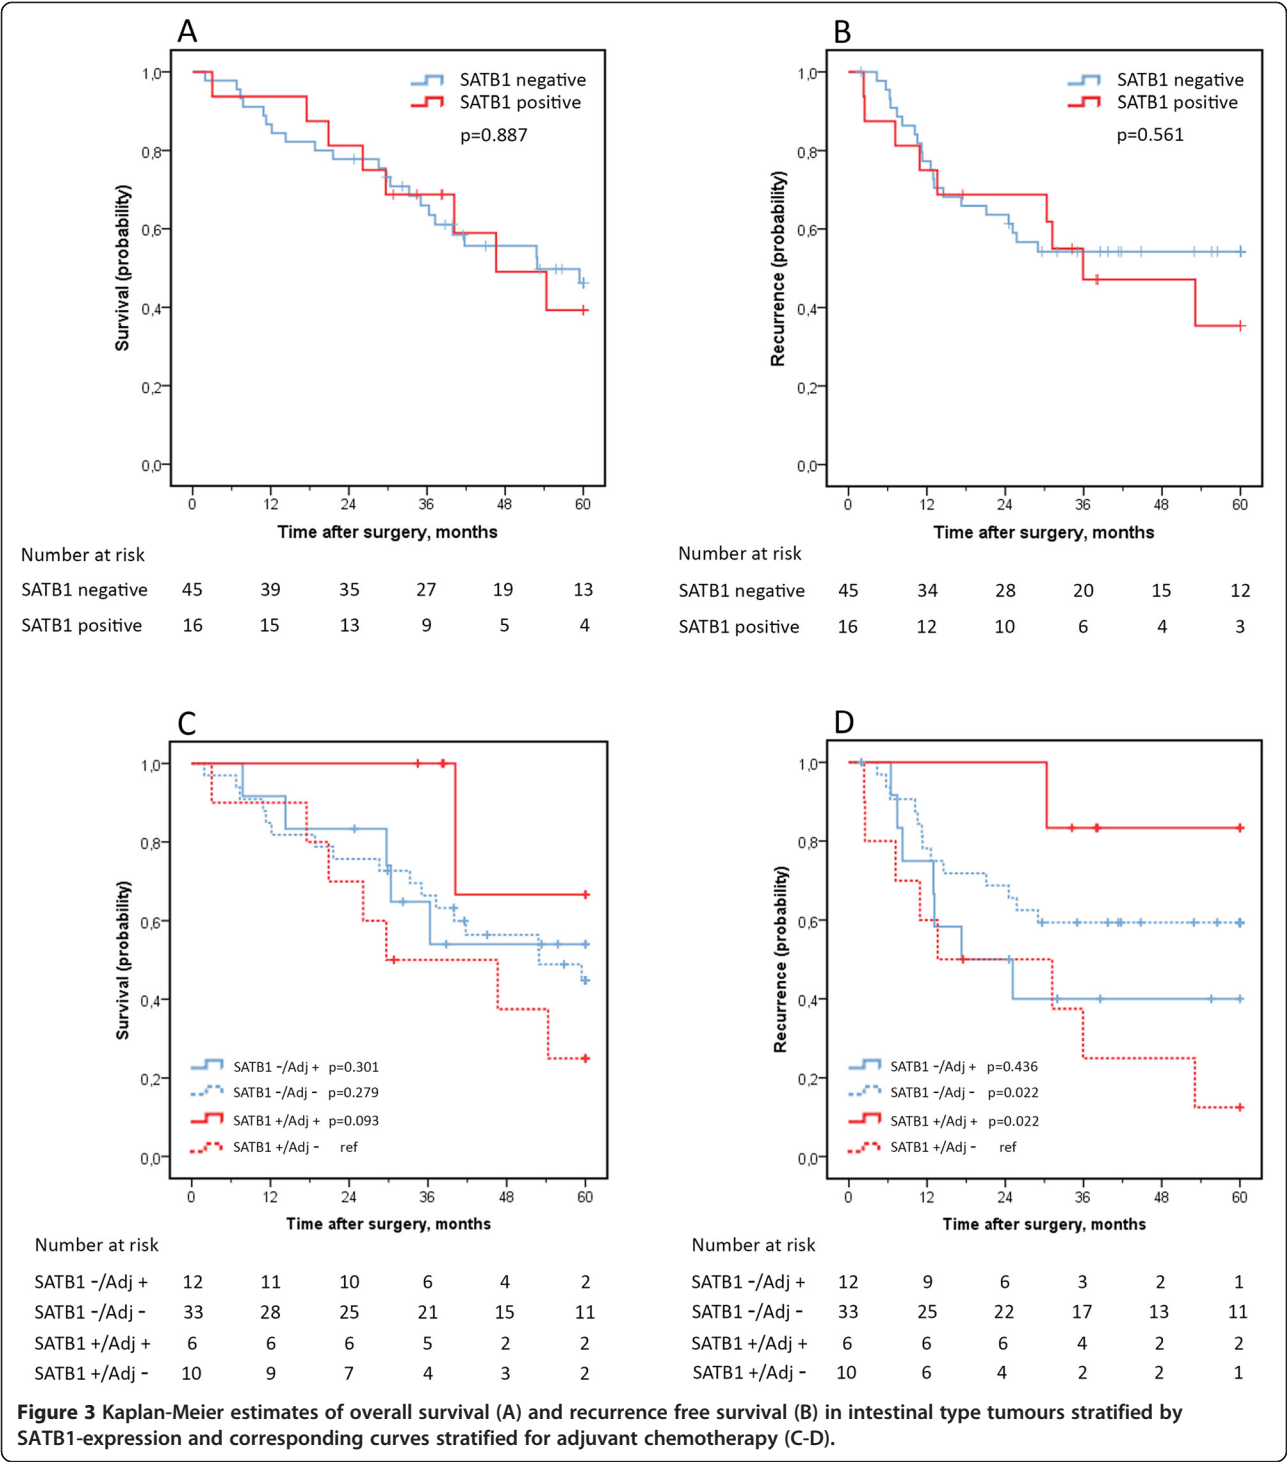 A
1,0
0,8
0,6
0,4
0,2
0,0
Survival (probability)
SATB1 negative
SATB1 positive
p=0.887
0 12 24 36 48 60
Time after surgery, months
Number at risk
SATB1 negative 45 39 35 27 19 13
SATB1 positive 16 15 13 9 5 4
B
1,0
0,8
0,6
0,4
0,2
0,0
Recurrence (probability)
SATB1 negative
SATB1 positive
p=0.561
0 12 24 36 48 60
Time after surgery, months
Number at risk
SATB1 negative 45 34 28 20 15 12
SATB1 positive 16 12 10 6 4 3
C
1,0
0,8
0,6
0,4
0,2
0,0
Survival (probability)
SATB1 -/Adj + p=0.301
SATB1 -/Adj - p=0.279
SATB1 +/Adj + p=0.093
SATB1 +/Adj - ref
0 12 24 36 48 60
Time after surgery, months
Number at risk
SATB1 -/Adj + 12 11 10 6 4 2
SATB1 -/Adj - 33 28 25 21 15 11
SATB1 +/Adj + 6 6 6 5 2 2
SATB1 +/Adj - 10 9 7 4 3 2
D
1,0
0,8
0,6
0,4
0,2
0,0
Recurrence (probability)
SATB1 -/Adj + p=0.436
SATB1 -/Adj - p=0.022
SATB1 +/Adj + p=0.022
SATB1 +/Adj - ref
0 12 24 36 48 60
Time after surgery, months
Number at risk
SATB1 -/Adj + 12 9 6 3 2 1
SATB1 -/Adj - 33 25 22 17 13 11
SATB1 +/Adj + 6 6 6 4 2 2
SATB1 +/Adj - 10 6 4 2 2 1
Figure 3 Kaplan-Meier estimates of overall survival (A) and recurrence free survival (B) in intestinal type tumours stratified by
SATB1-expression and corresponding curves stratified for adjuvant chemotherapy (C-D).